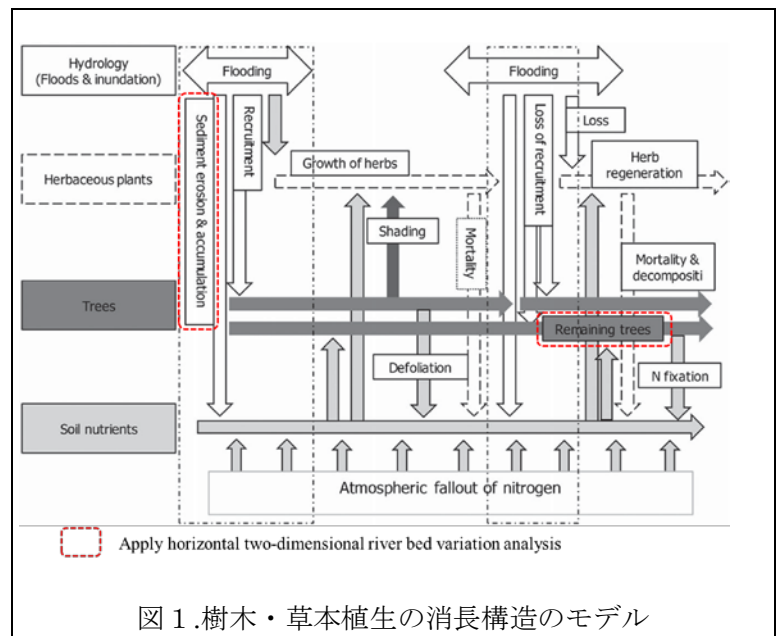 Hydrology
(Floods & inundation)
Flooding
Flooding
Sediment erosion & accumulation
Recruitment
Loss of recruitment
Loss
Herbaceous plants
Growth of herbs
Herb
regeneration
Shading
Mortality
Mortality &
decompositi
Trees
Remaining trees
Defoliation
N fixation
Soil nutrients
Atmospheric fallout of nitrogen
Apply horizontal two-dimensional river bed variation analysis
図1.樹木・草本植生の消長構造のモデル